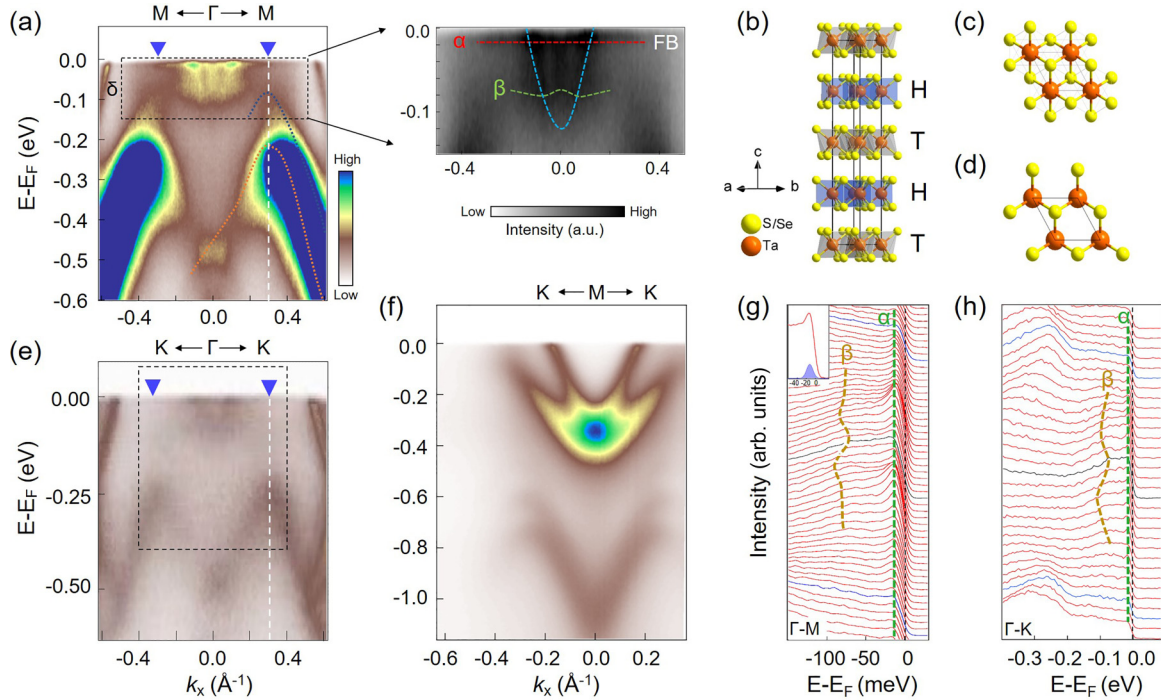 (a)
M ← Γ → M
δ
E-E_F (eV)
0.0
-0.1
-0.2
-0.3
-0.4
-0.5
-0.6
-0.4 0.0 0.4
High
Low
α
FB
β
0.0
-0.1
-0.4 0.0 0.4
Low High
Intensity (a.u.)
(b)
H
T
H
T
c
a b
S/Se
Ta
(c)
(d)
(e)
K ← Γ → K
E-E_F (eV)
0.00
-0.25
-0.50
-0.4 0.0 0.4
k_x (Å⁻¹)
(f)
K ← M → K
0.0
-0.2
-0.4
-0.6
-0.8
-1.0
-0.6 -0.4 -0.2 0.0 0.2
k_x (Å⁻¹)
(g)
α
β
-40 -20 0
Intensity (arb. units)
Γ-M
-100 -50 0
E-E_F (meV)
(h)
α
β
Γ-K
-0.3 -0.1 0.0
E-E_F (eV)